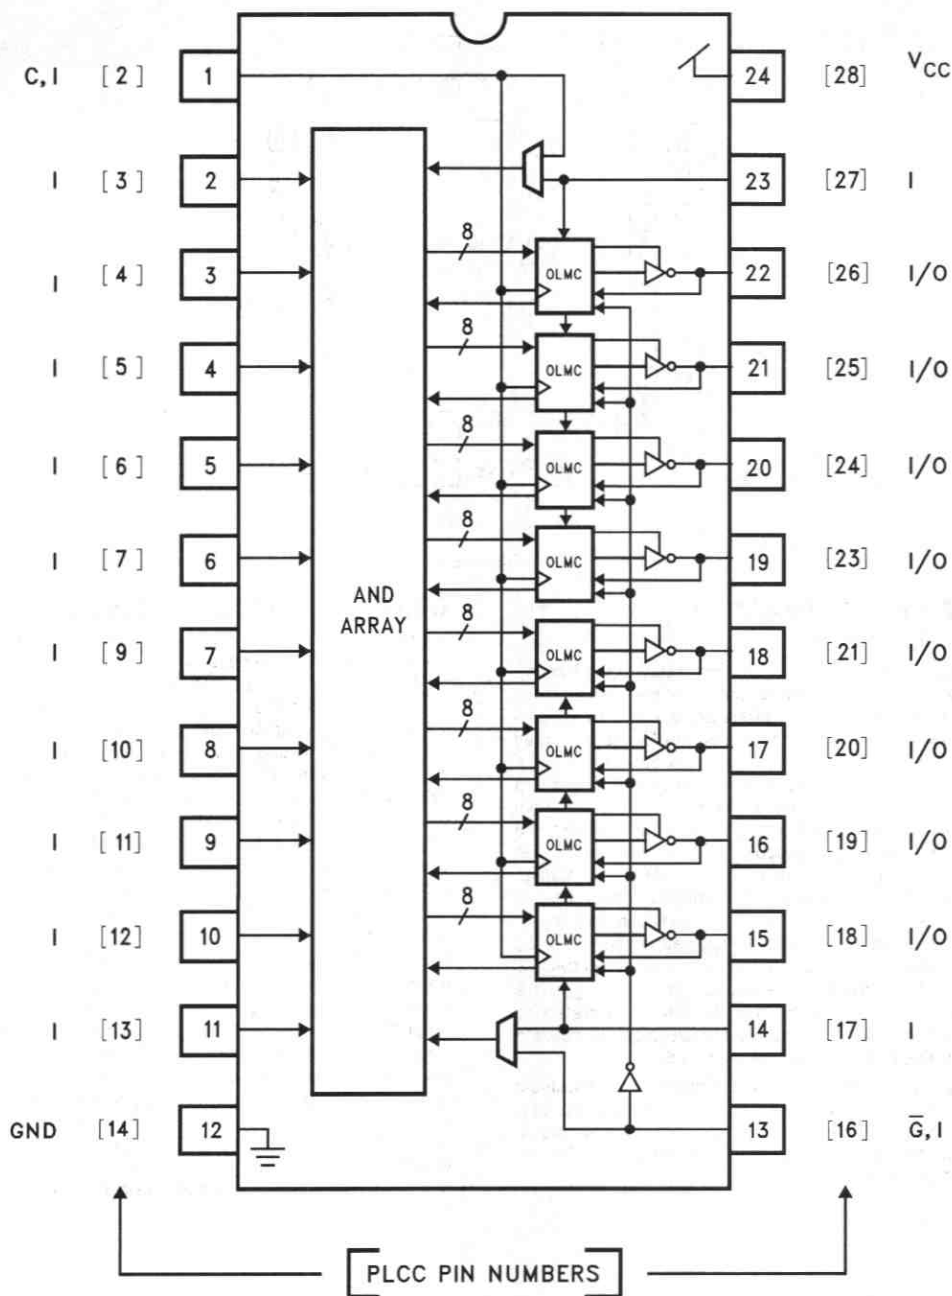 C,I [2] 1 24 [28] VCC
I [3] 2 23 [27] I
8
OLMC
I [4] 3 22 [26] I/O
8
I [5] 4 OLMC 21 [25] I/O
8
I [6] 5 OLMC 20 [24] I/O
8
I [7] 6 OLMC 19 [23] I/O
AND
ARRAY
8
I [9] 7 OLMC 18 [21] I/O
8
I [10] 8 OLMC 17 [20] I/O
8
I [11] 9 OLMC 16 [19] I/O
8
I [12] 10 OLMC 15 [18] I/O
I [13] 11 14 [17] I
GND [14] 12 13 [16] G̅,I
[PLCC PIN NUMBERS]